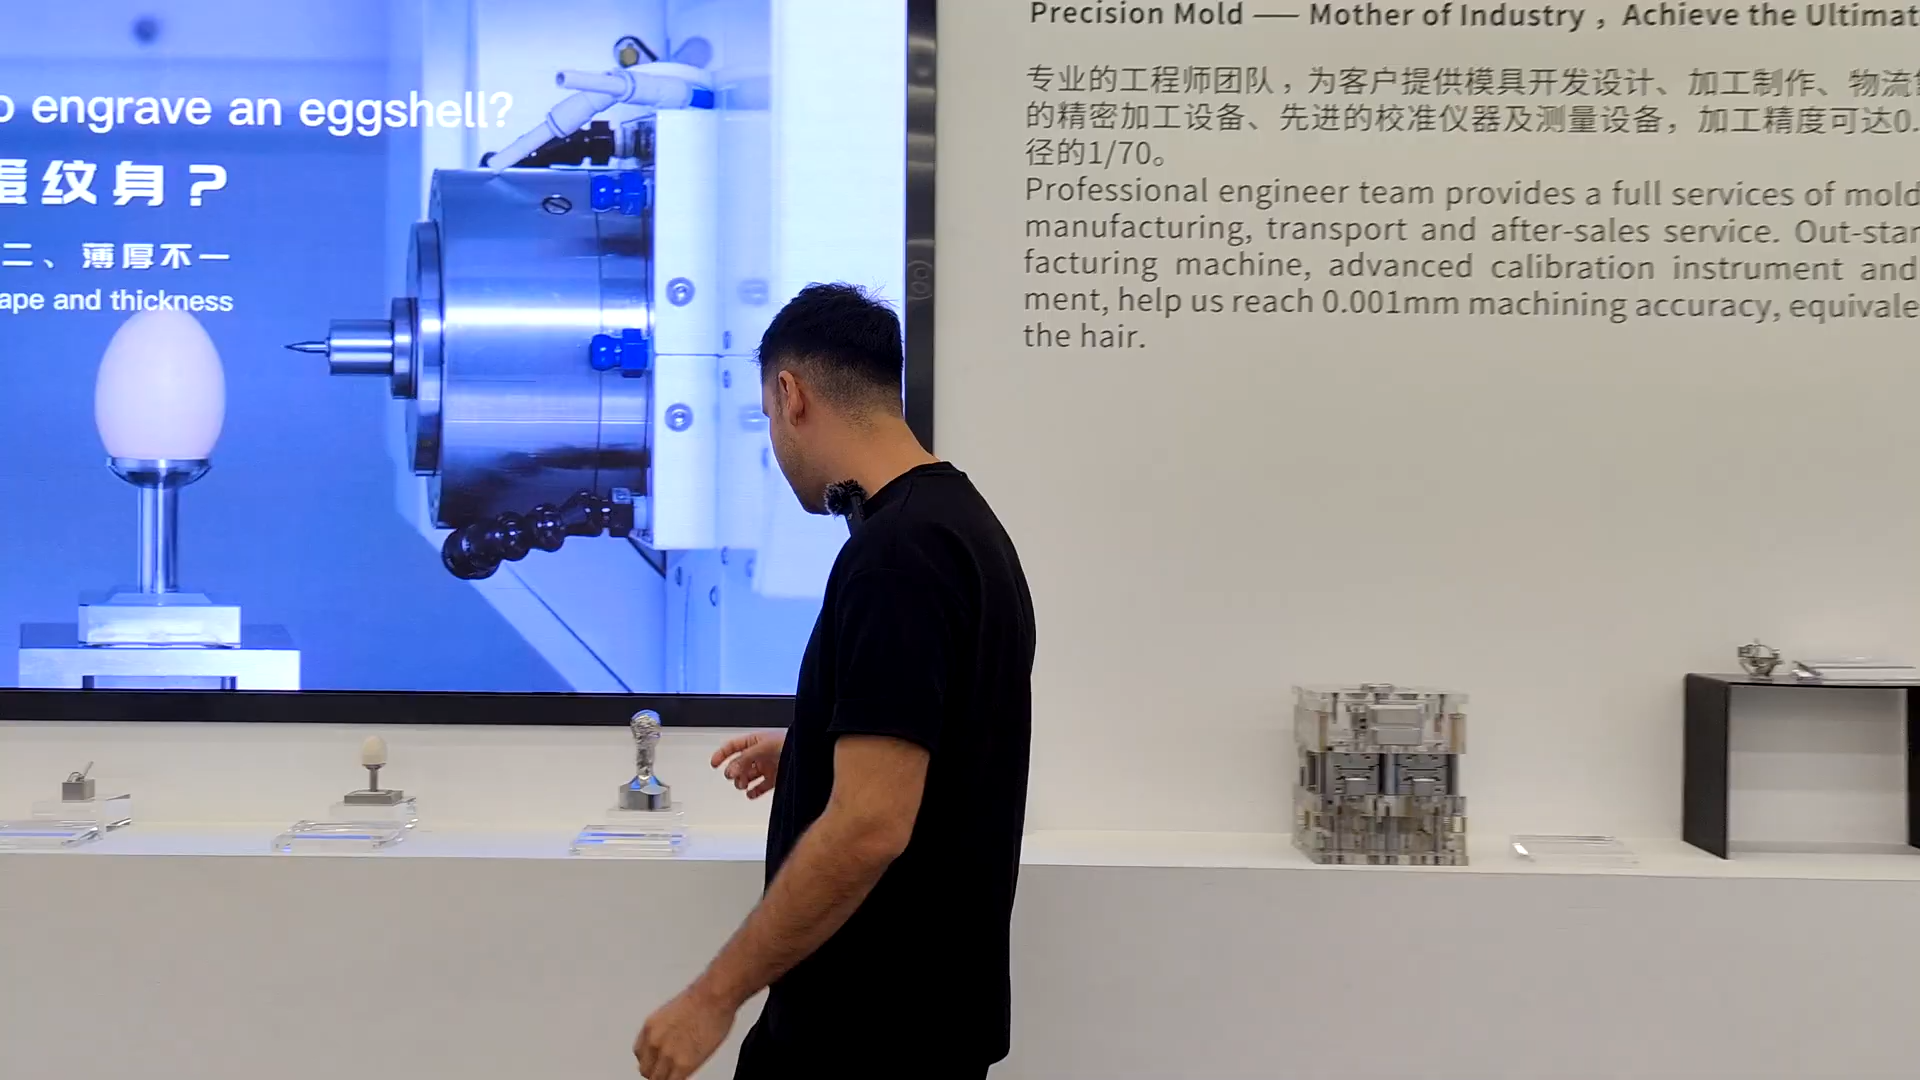 o engrave an eggshell?
蛋纹身？
二、薄厚不一
ape and thickness
Precision Mold —— Mother of Industry，Achieve the Ultimat
专业的工程师团队，为客户提供模具开发设计、加工制作、物流
的精密加工设备、先进的校准仪器及测量设备，加工精度可达0.
径的1/70。
Professional engineer team provides a full services of mold
manufacturing, transport and after-sales service. Out-stan
facturing machine, advanced calibration instrument and
ment, help us reach 0.001mm machining accuracy, equivale
the hair.